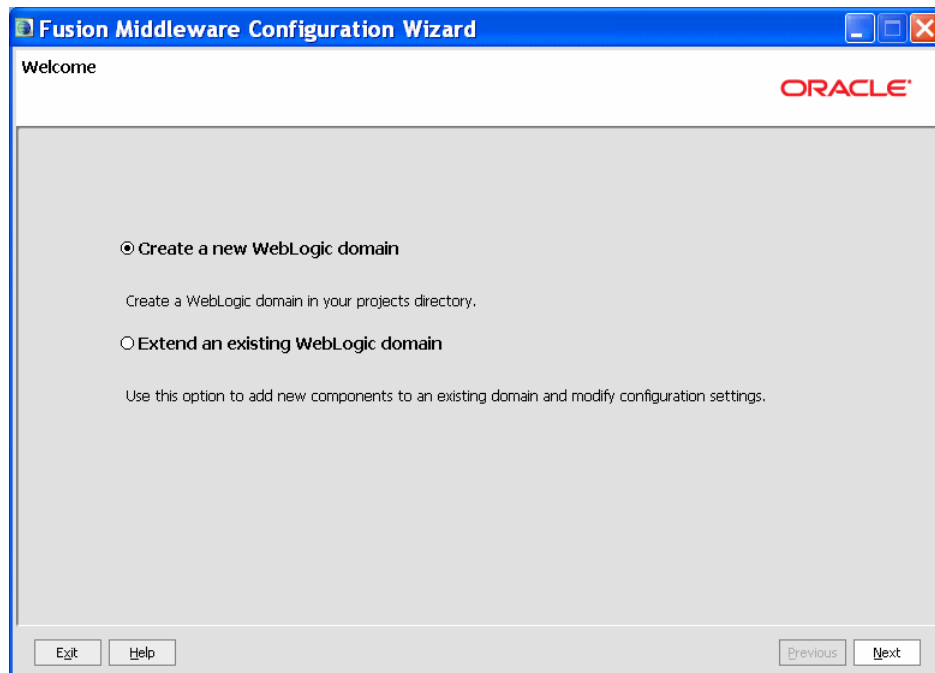 Fusion Middleware Configuration Wizard
Welcome
ORACLE
Create a new WebLogic domain
Create a WebLogic domain in your projects directory.
Extend an existing WebLogic domain
Use this option to add new components to an existing domain and modify configuration settings.
Exit Help Previous Next